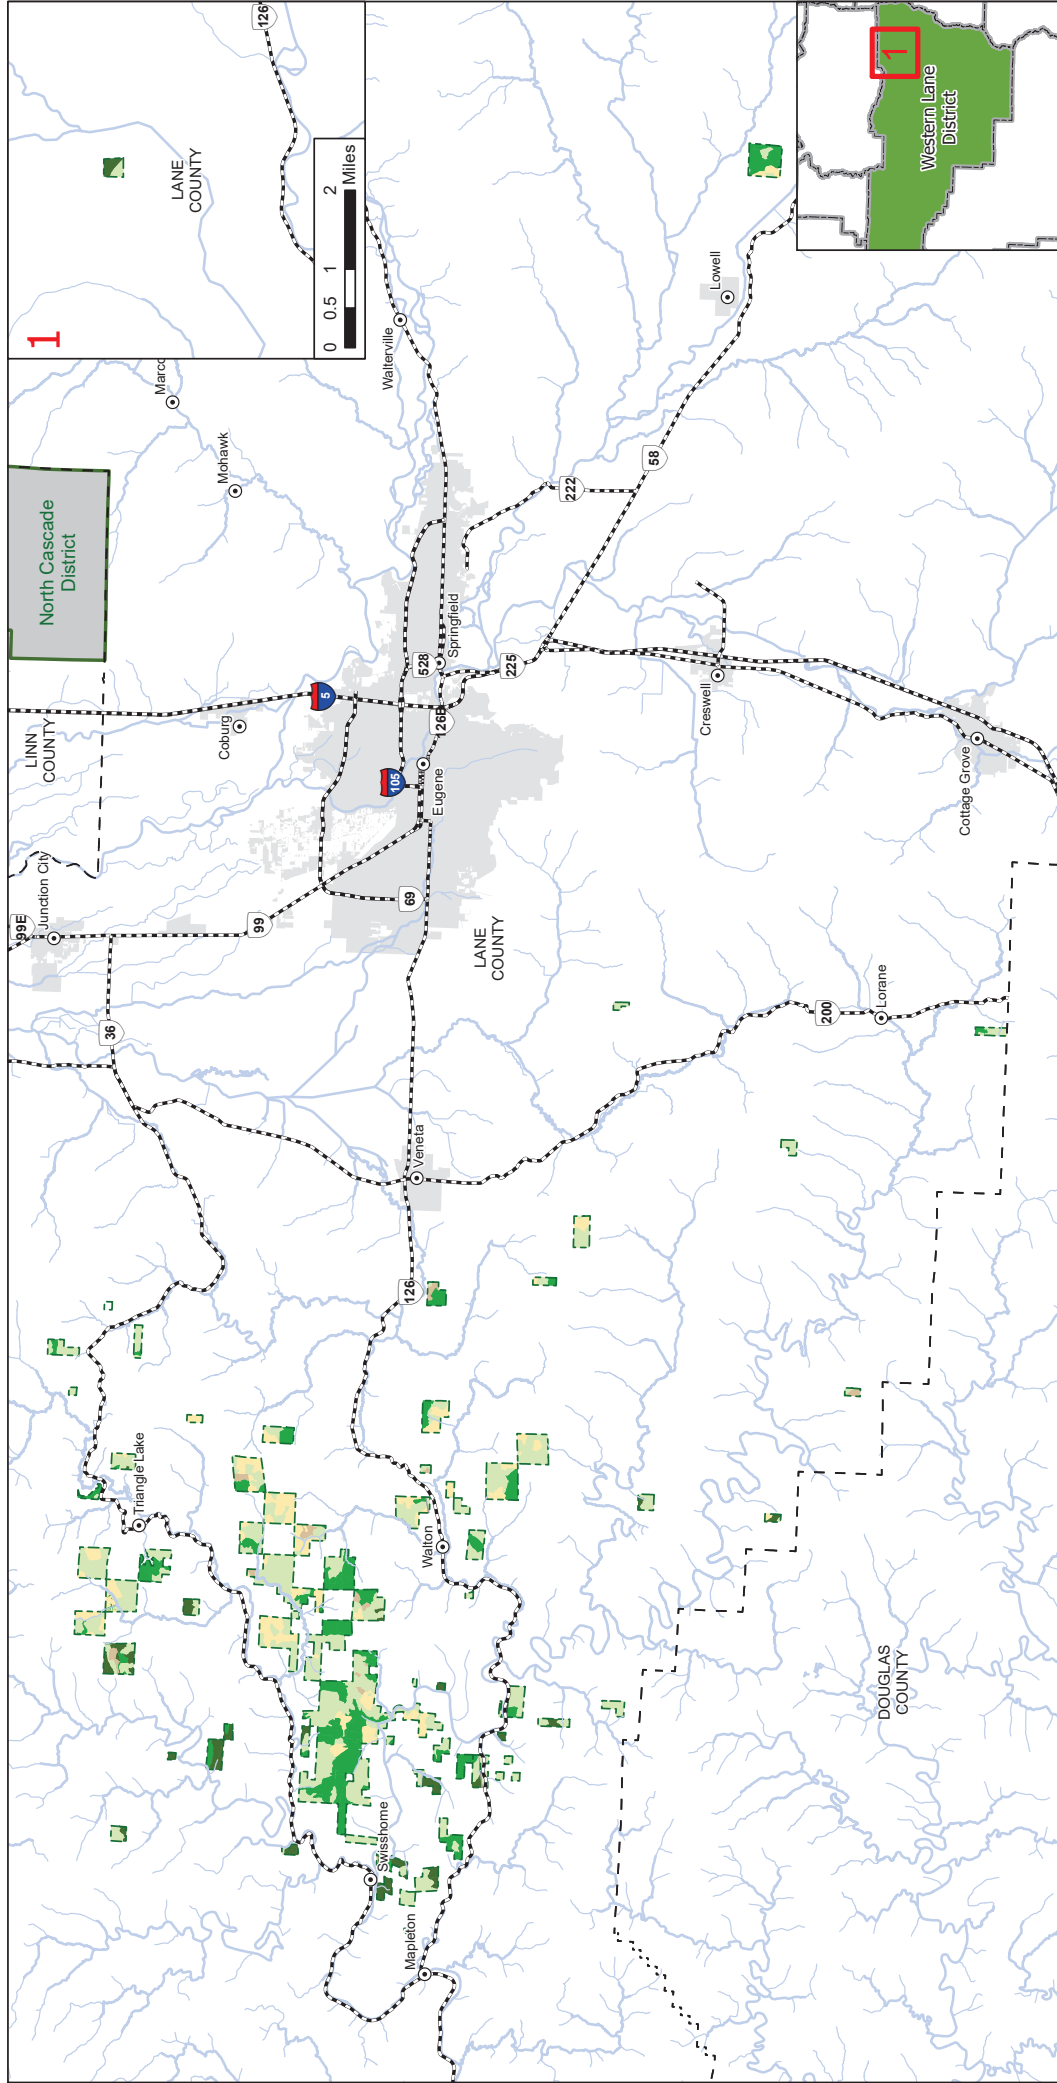 1
126
LANE
COUNTY
0 0.5 1 2
Miles
Western Lane
District
1
North Cascade
District
Marco
Mohawk
Walterville
Lowell
LINN
COUNTY
Coburg
5
Junction City
99E
99
36
105
528
Springfield
126B
Eugene
225
222
58
69
LANE
COUNTY
Creswell
Cottage Grove
Veneta
126
200
Lorane
Triangle Lake
Walton
Swisshome
Mapleton
DOUGLAS
COUNTY